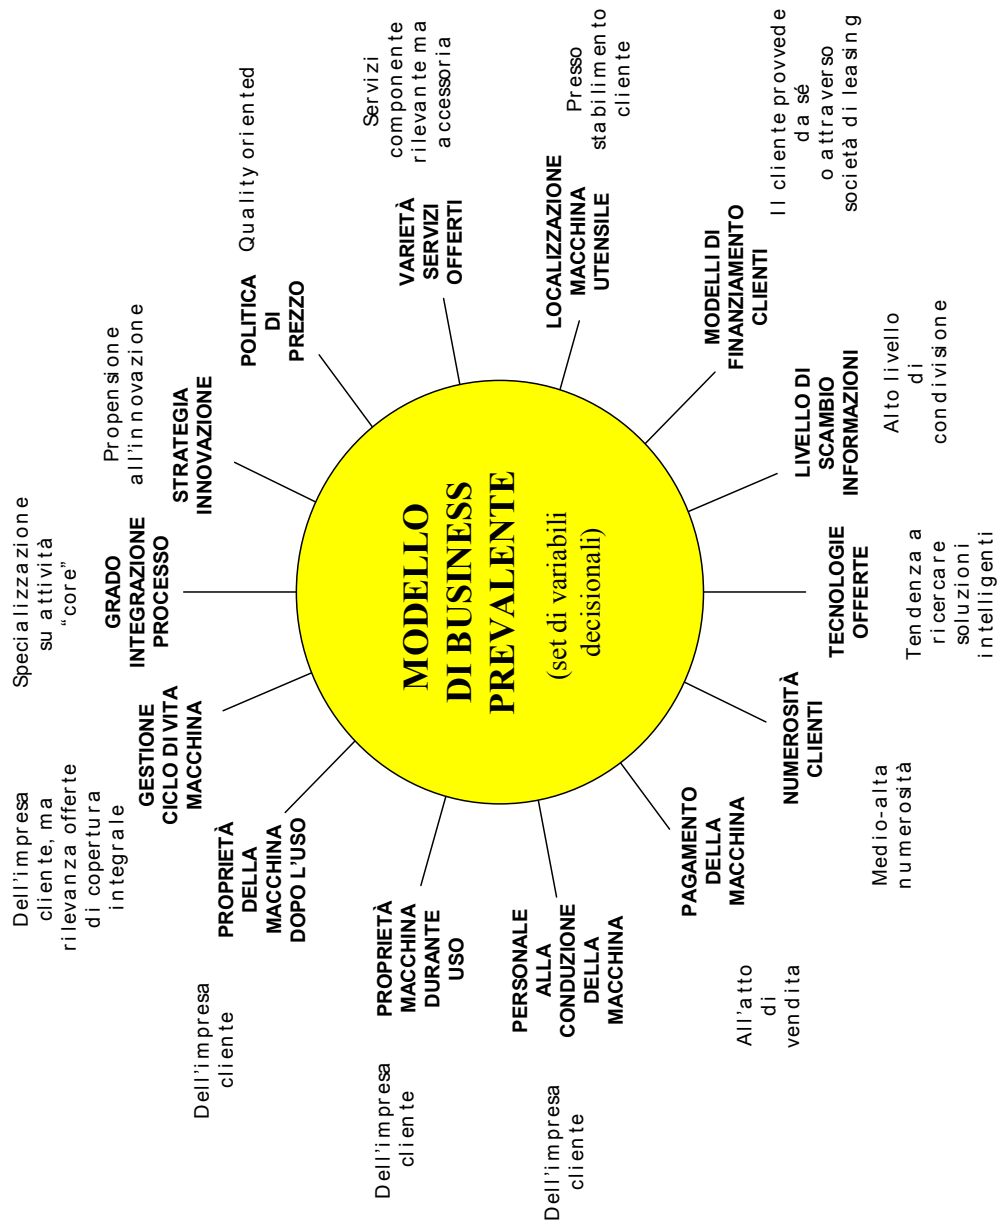 MODELLO
DI BUSINESS
PREVALENTE
(set di variabili
decisionali)
Specializzazione
su attività
“core”
GRADO
INTEGRAZIONE
PROCESSO
Propensione
all'innovazione
STRATEGIA
INNOVAZIONE
POLITICA
DI
PREZZO
Quality oriented
Servizi
componente
rilevante ma
accessoria
VARIETÀ
SERVIZI
OFFERTI
Presso
stabilimento
cliente
LOCALIZZAZIONE
MACCHINA
UTENSILE
MODELLI DI
FINANZIAMENTO
CLIENTI
Il cliente provvede
da sé
o attraverso
società di leasing
LIVELLO DI
SCAMBIO
INFORMAZIONI
Alto livello
di
condivisione
TECNOLOGIE
OFFERTE
Tendenza a
ricercare
soluzioni
intelligenti
NUMEROSITÀ
CLIENTI
Medio-alta
numerosità
PAGAMENTO
DELLA
MACCHINA
All'atto
di
vendita
PERSONALE
ALLA
CONDUZIONE
DELLA
MACCHINA
Dell'impresa
cliente
PROPRIETÀ
MACCHINA
DURANTE
USO
Dell'impresa
cliente
PROPRIETÀ
DELLA
MACCHINA
DOPO L'USO
Dell'impresa
cliente
Dell'impresa
cliente, ma
rilevanza offerte
di copertura
integrale
GESTIONE
CICLO DI VITA
MACCHINA